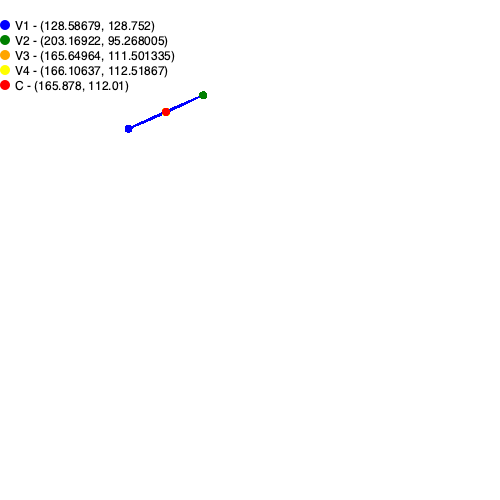 V1 - (128.58679, 128.752)
V2 - (203.16922, 95.268005)
V3 - (165.64964, 111.501335)
V4 - (166.10637, 112.51867)
C - (165.878, 112.01)